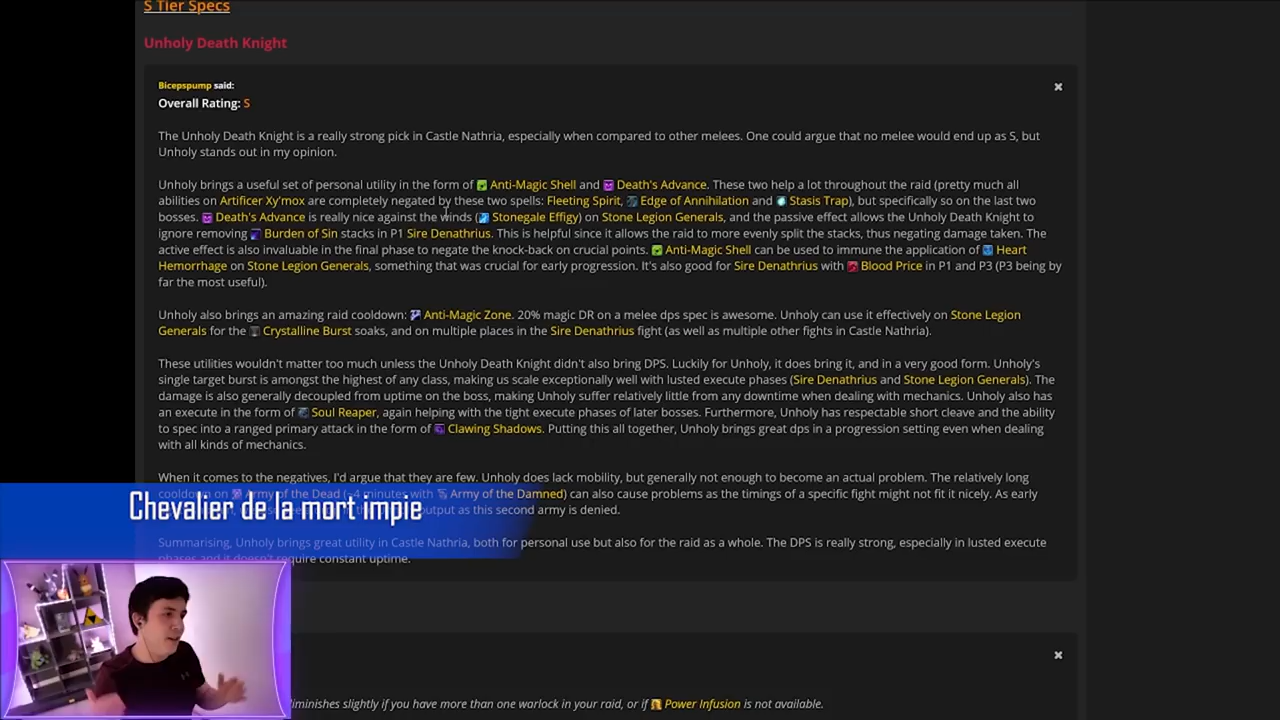 S Tier Specs
Unholy Death Knight
Bicepspump said:
Overall Rating: S
The Unholy Death Knight is a really strong pick in Castle Nathria, especially when compared to other melees. One could argue that no melee would end up as S, but
Unholy stands out in my opinion.
Unholy brings a useful set of personal utility in the form of Anti-Magic Shell and Death's Advance. These two help a lot throughout the raid (pretty much all
abilities on Artificer Xy'mox are completely negated by these two spells: Fleeting Spirit, Edge of Annihilation and Stasis Trap), but specifically so on the last two
bosses. Death's Advance is really nice against the winds (Stonegale Effigy) on Stone Legion Generals, and the passive effect allows the Unholy Death Knight to
ignore removing Burden of Sin stacks in P1 Sire Denathrius. This is helpful since it allows the raid to more evenly split the stacks, thus negating damage taken. The
active effect is also invaluable in the final phase to negate the knock-back on crucial points. Anti-Magic Shell can be used to immune the application of Heart
Hemorrhage on Stone Legion Generals, something that was crucial for early progression. It's also good for Sire Denathrius with Blood Price in P1 and P3 (P3 being by
far the most useful).
Unholy also brings an amazing raid cooldown: Anti-Magic Zone. 20% magic DR on a melee dps spec is awesome. Unholy can use it effectively on Stone Legion
Generals for the Crystalline Burst soaks, and on multiple places in the Sire Denathrius fight (as well as multiple other fights in Castle Nathria).
These utilities wouldn't matter too much unless the Unholy Death Knight didn't also bring DPS. Luckily for Unholy, it does bring it, and in a very good form. Unholy's
single target burst is amongst the highest of any class, making us scale exceptionally well with lusted execute phases (Sire Denathrius and Stone Legion Generals). The
damage is also generally decoupled from uptime on the boss, making Unholy suffer relatively little from any downtime when dealing with mechanics. Unholy also has
an execute in the form of Soul Reaper, again helping with the tight execute phases of later bosses. Furthermore, Unholy has respectable short cleave and the ability
to spec into a ranged primary attack in the form of Clawing Shadows. Putting this all together, Unholy brings great dps in a progression setting even when dealing
with all kinds of mechanics.
When it comes to the negatives, I'd argue that they are few. Unholy does lack mobility, but generally not enough to become an actual problem. The relatively long
cooldown on Army of the Dead (~4 minutes with Army of the Damned) can also cause problems as the timings of a specific fight might not fit it nicely. As early
output as this second army is denied.
Chevalier de la mort impie
Summarising, Unholy brings great utility in Castle Nathria, both for personal use but also for the raid as a whole. The DPS is really strong, especially in lusted execute
phases and it doesn't require constant uptime.
diminishes slightly if you have more than one warlock in your raid, or if Power Infusion is not available.